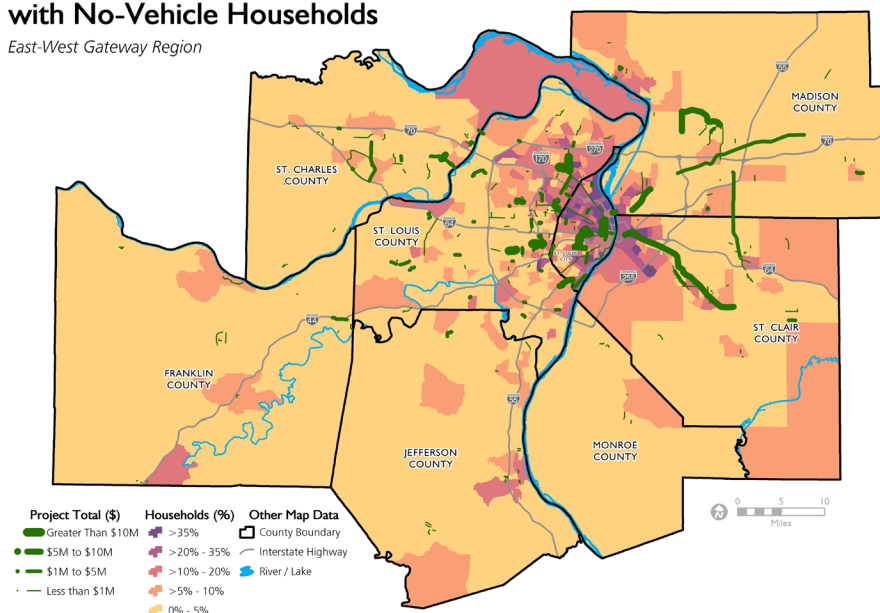 with No-Vehicle Households
East-West Gateway Region
55
MADISON
COUNTY
70
70
270
170
ST. CHARLES
COUNTY
ST. LOUIS
COUNTY
64
64
255
44
ST. CLAIR
COUNTY
FRANKLIN
COUNTY
55
JEFFERSON
COUNTY
MONROE
COUNTY
0 5 10
Miles
N
Project Total ($)
Greater Than $10M
$5M to $10M
$1M to $5M
Less than $1M
Households (%)
>35%
>20% - 35%
>10% - 20%
>5% - 10%
0% - 5%
Other Map Data
County Boundary
Interstate Highway
River / Lake